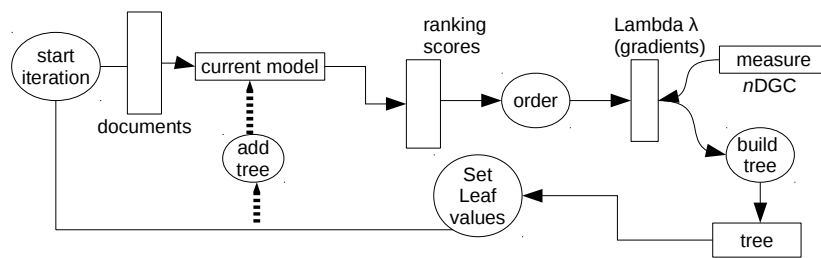 start
iteration
documents
current model
add
tree
ranking
scores
order
Lambda λ
(gradients)
measure
nDGC
build
tree
tree
Set
Leaf
values